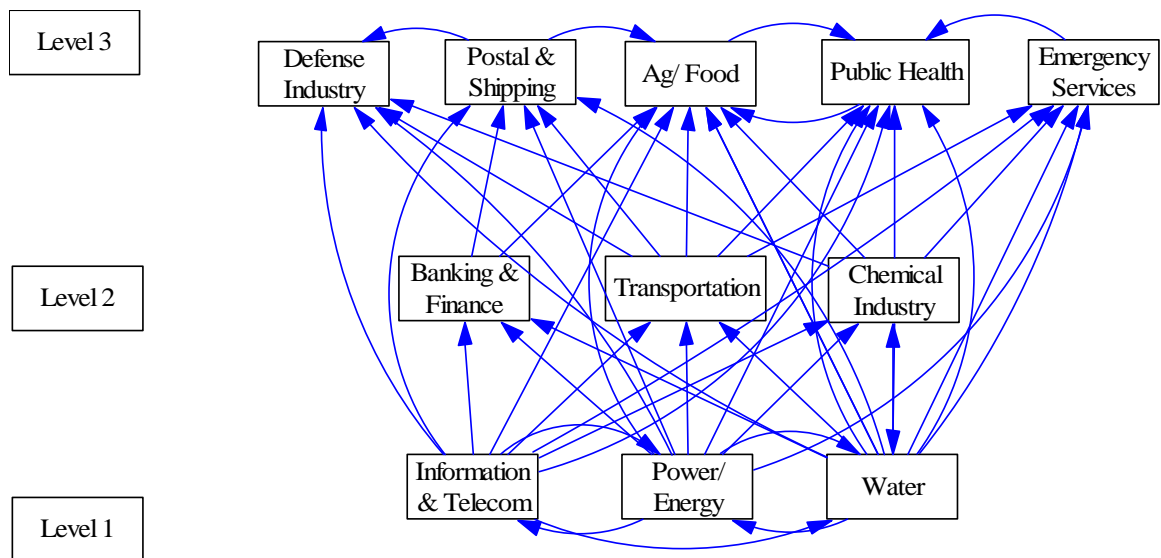 Level 3
Defense
Industry
Postal &
Shipping
Ag/ Food
Public Health
Emergency
Services
Level 2
Banking &
Finance
Transportation
Chemical
Industry
Level 1
Information
& Telecom
Power/
Energy
Water